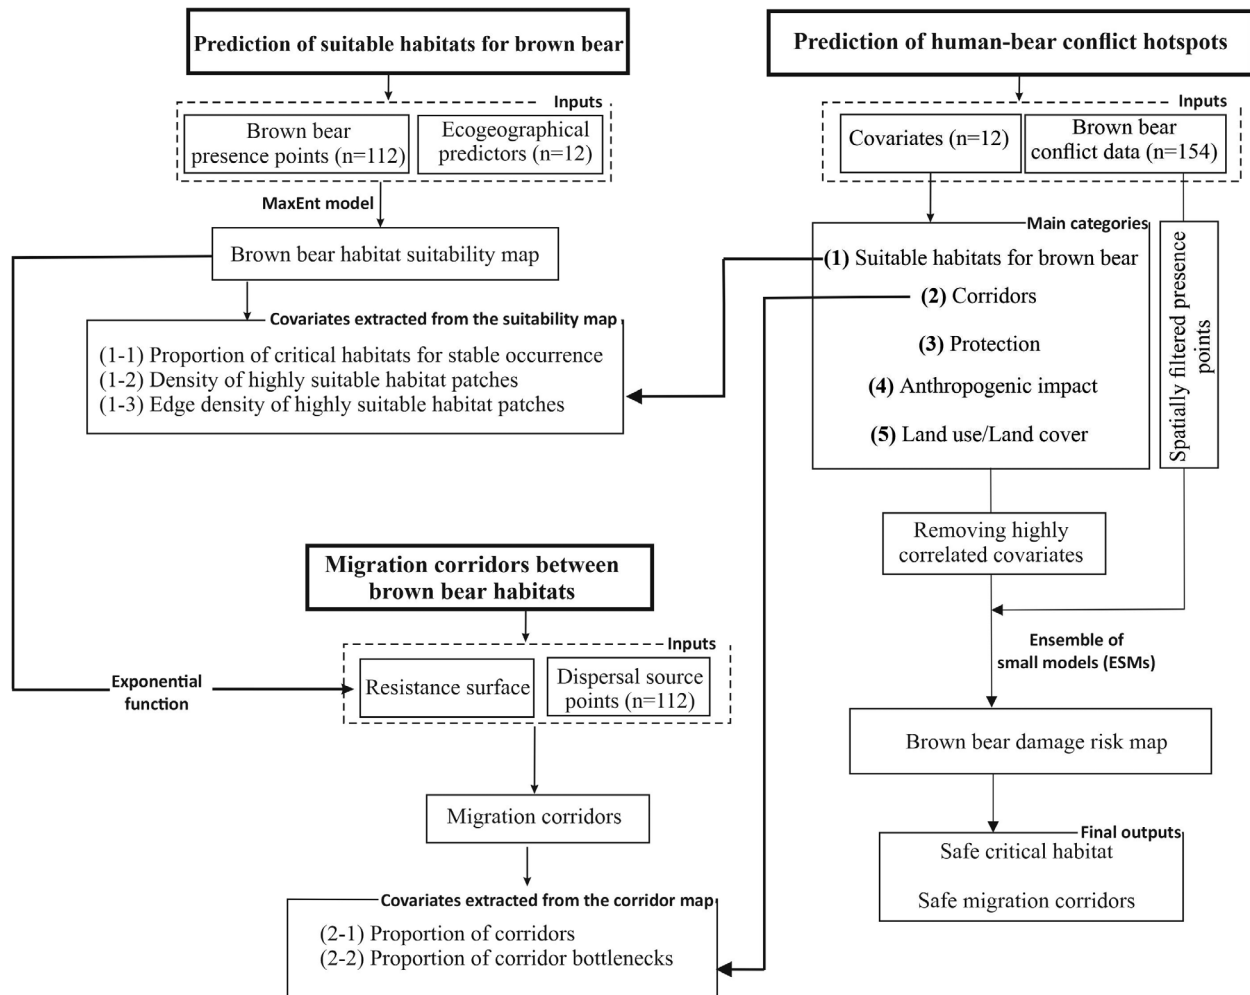 Prediction of suitable habitats for brown bear
Inputs
Brown bear
presence points (n=112)
Ecogeographical
predictors (n=12)
MaxEnt model
Brown bear habitat suitability map
Covariates extracted from the suitability map
(1-1) Proportion of critical habitats for stable occurrence
(1-2) Density of highly suitable habitat patches
(1-3) Edge density of highly suitable habitat patches
Migration corridors between
brown bear habitats
Inputs
Exponential
function
Resistance surface
Dispersal source
points (n=112)
Migration corridors
Covariates extracted from the corridor map
(2-1) Proportion of corridors
(2-2) Proportion of corridor bottlenecks
Prediction of human-bear conflict hotspots
Inputs
Covariates (n=12)
Brown bear
conflict data (n=154)
Main categories
(1) Suitable habitats for brown bear
(2) Corridors
(3) Protection
(4) Anthropogenic impact
(5) Land use/Land cover
Spatially filtered presence
points
Removing highly
correlated covariates
Ensemble of
small models (ESMs)
Brown bear damage risk map
Final outputs
Safe critical habitat
Safe migration corridors